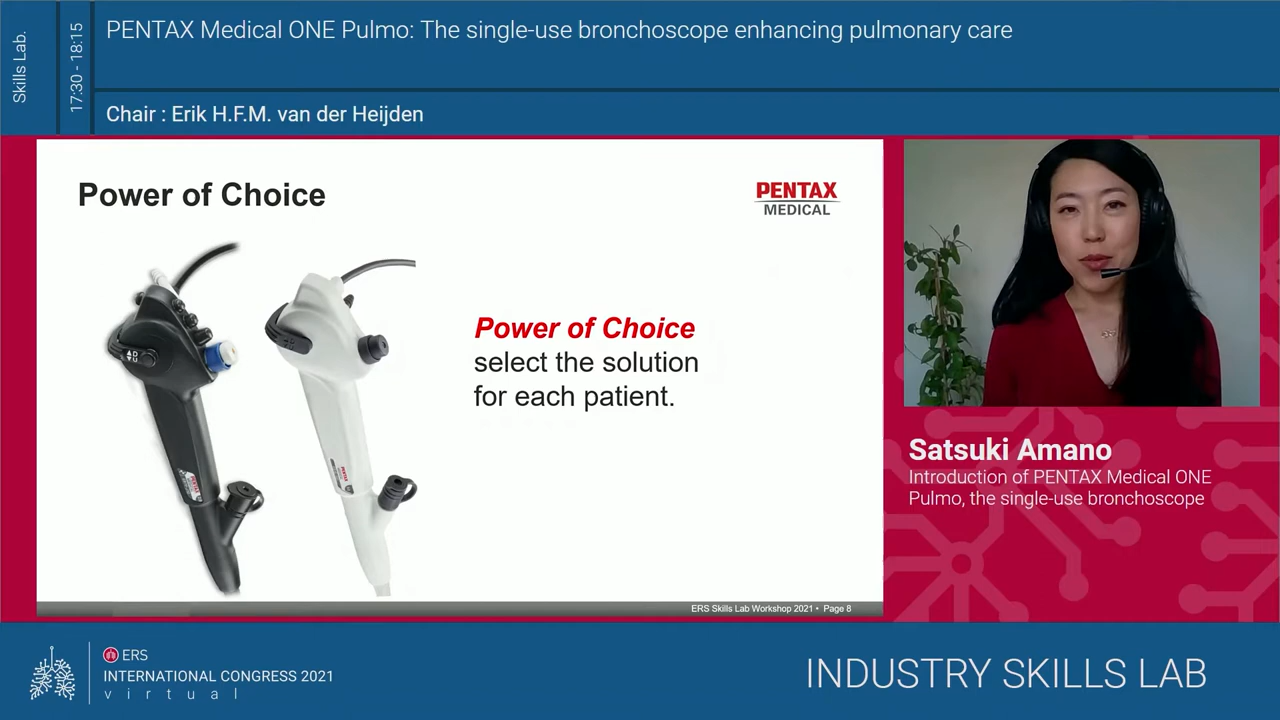 Skills Lab.
17:30 - 18:15
PENTAX Medical ONE Pulmo: The single-use bronchoscope enhancing pulmonary care
Chair : Erik H.F.M. van der Heijden
Power of Choice
PENTAX
MEDICAL
Power of Choice
select the solution
for each patient.
ERS Skills Lab Workshop 2021 • Page 8
Satsuki Amano
Introduction of PENTAX Medical ONE
Pulmo, the single-use bronchoscope
ERS
INTERNATIONAL CONGRESS 2021
virtual
INDUSTRY SKILLS LAB